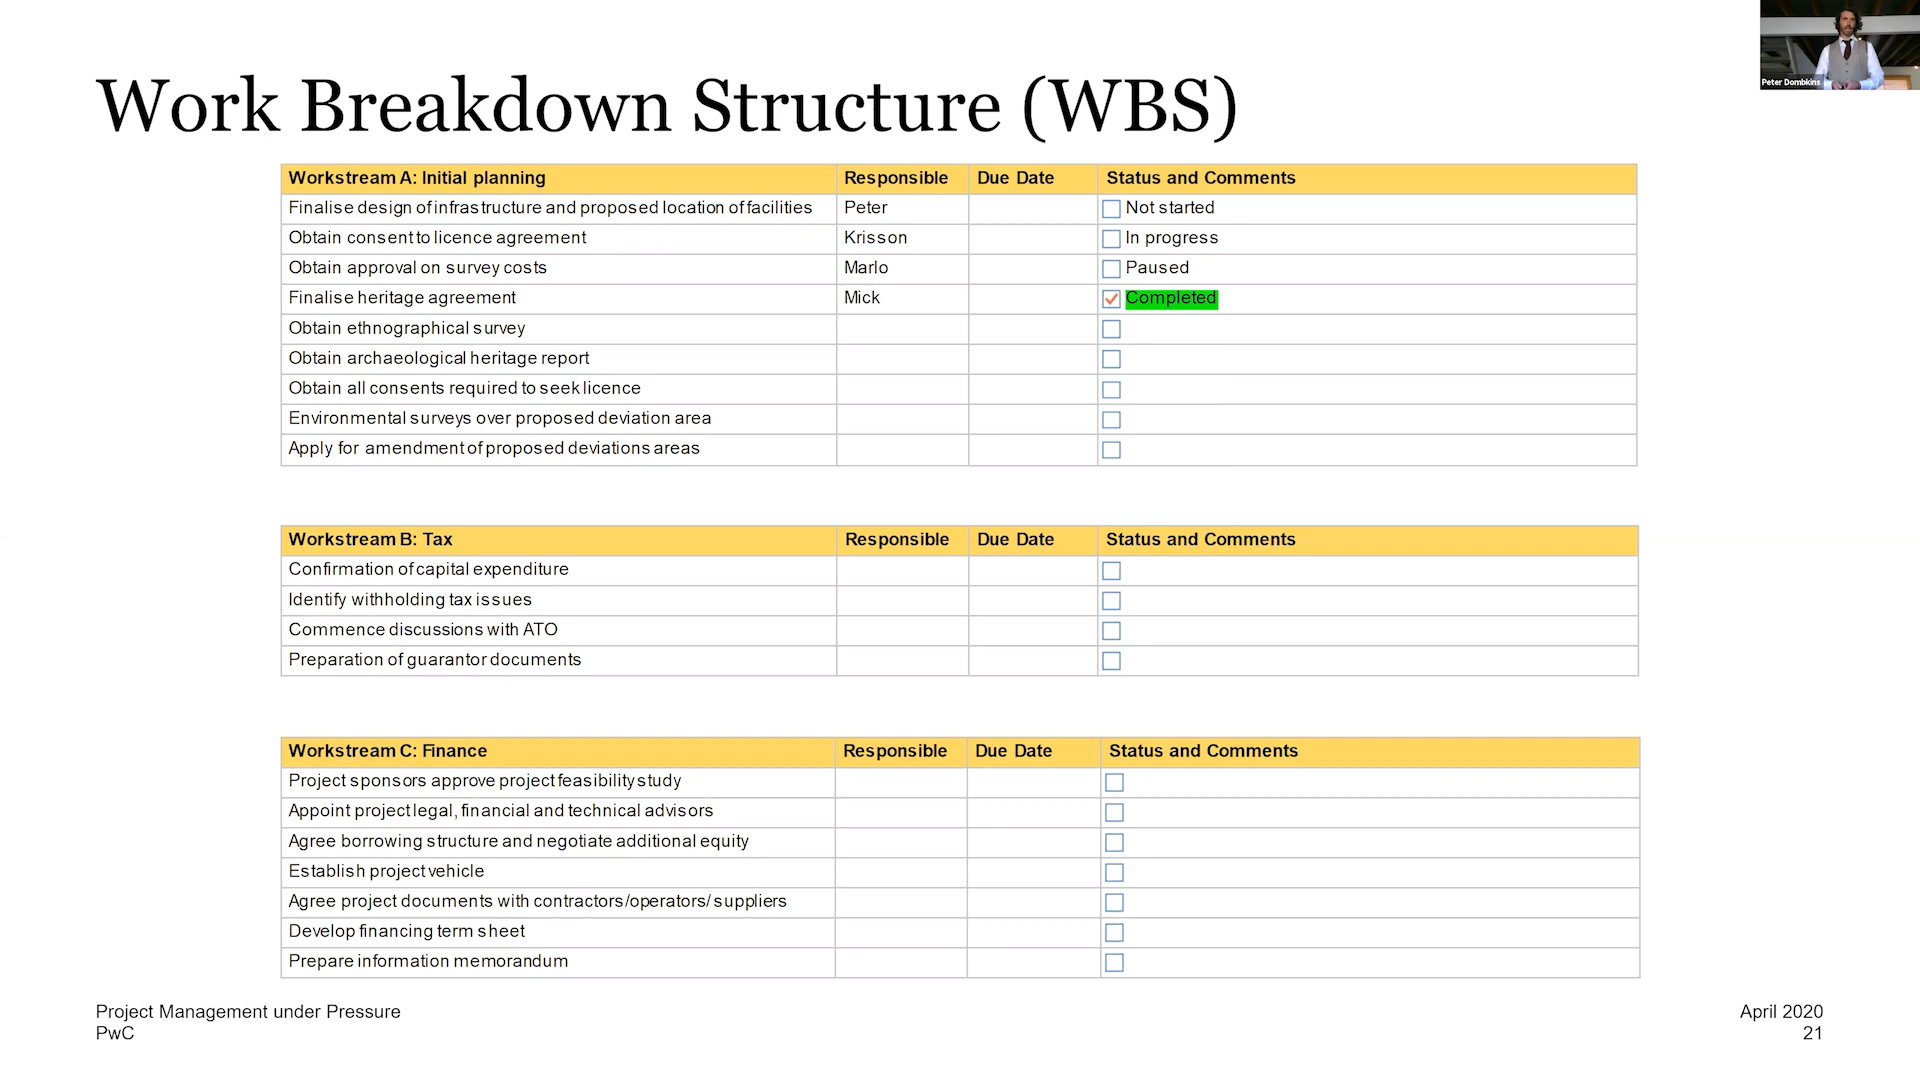 Peter Dombkins
Work Breakdown Structure (WBS)
Workstream A: Initial planning Responsible Due Date Status and Comments
Finalise design of infrastructure and proposed location of facilities Peter Not started
Obtain consent to licence agreement Krisson In progress
Obtain approval on survey costs Marlo Paused
Finalise heritage agreement Mick Completed
Obtain ethnographical survey
Obtain archaeological heritage report
Obtain all consents required to seek licence
Environmental surveys over proposed deviation area
Apply for amendment of proposed deviations areas
Workstream B: Tax Responsible Due Date Status and Comments
Confirmation of capital expenditure
Identify withholding tax issues
Commence discussions with ATO
Preparation of guarantor documents
Workstream C: Finance Responsible Due Date Status and Comments
Project sponsors approve project feasibility study
Appoint project legal, financial and technical advisors
Agree borrowing structure and negotiate additional equity
Establish project vehicle
Agree project documents with contractors/operators/suppliers
Develop financing term sheet
Prepare information memorandum
Project Management under Pressure April 2020
PwC 21